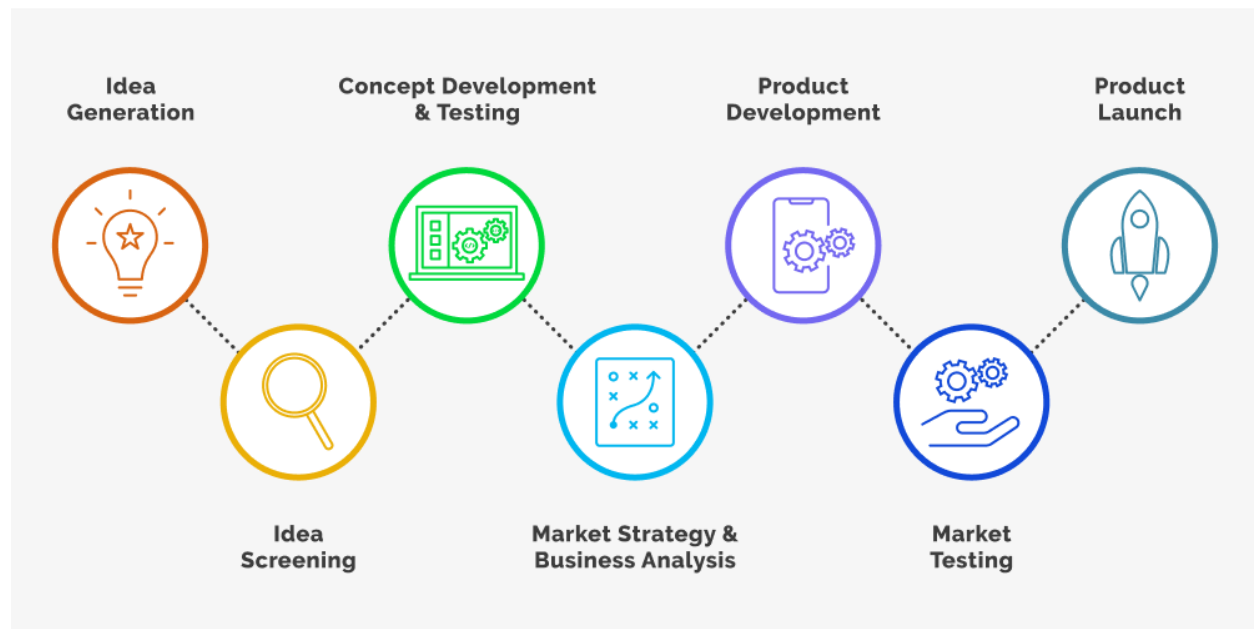 Idea
Generation
Idea
Screening
Concept Development
& Testing
Market Strategy &
Business Analysis
Product
Development
Market
Testing
Product
Launch